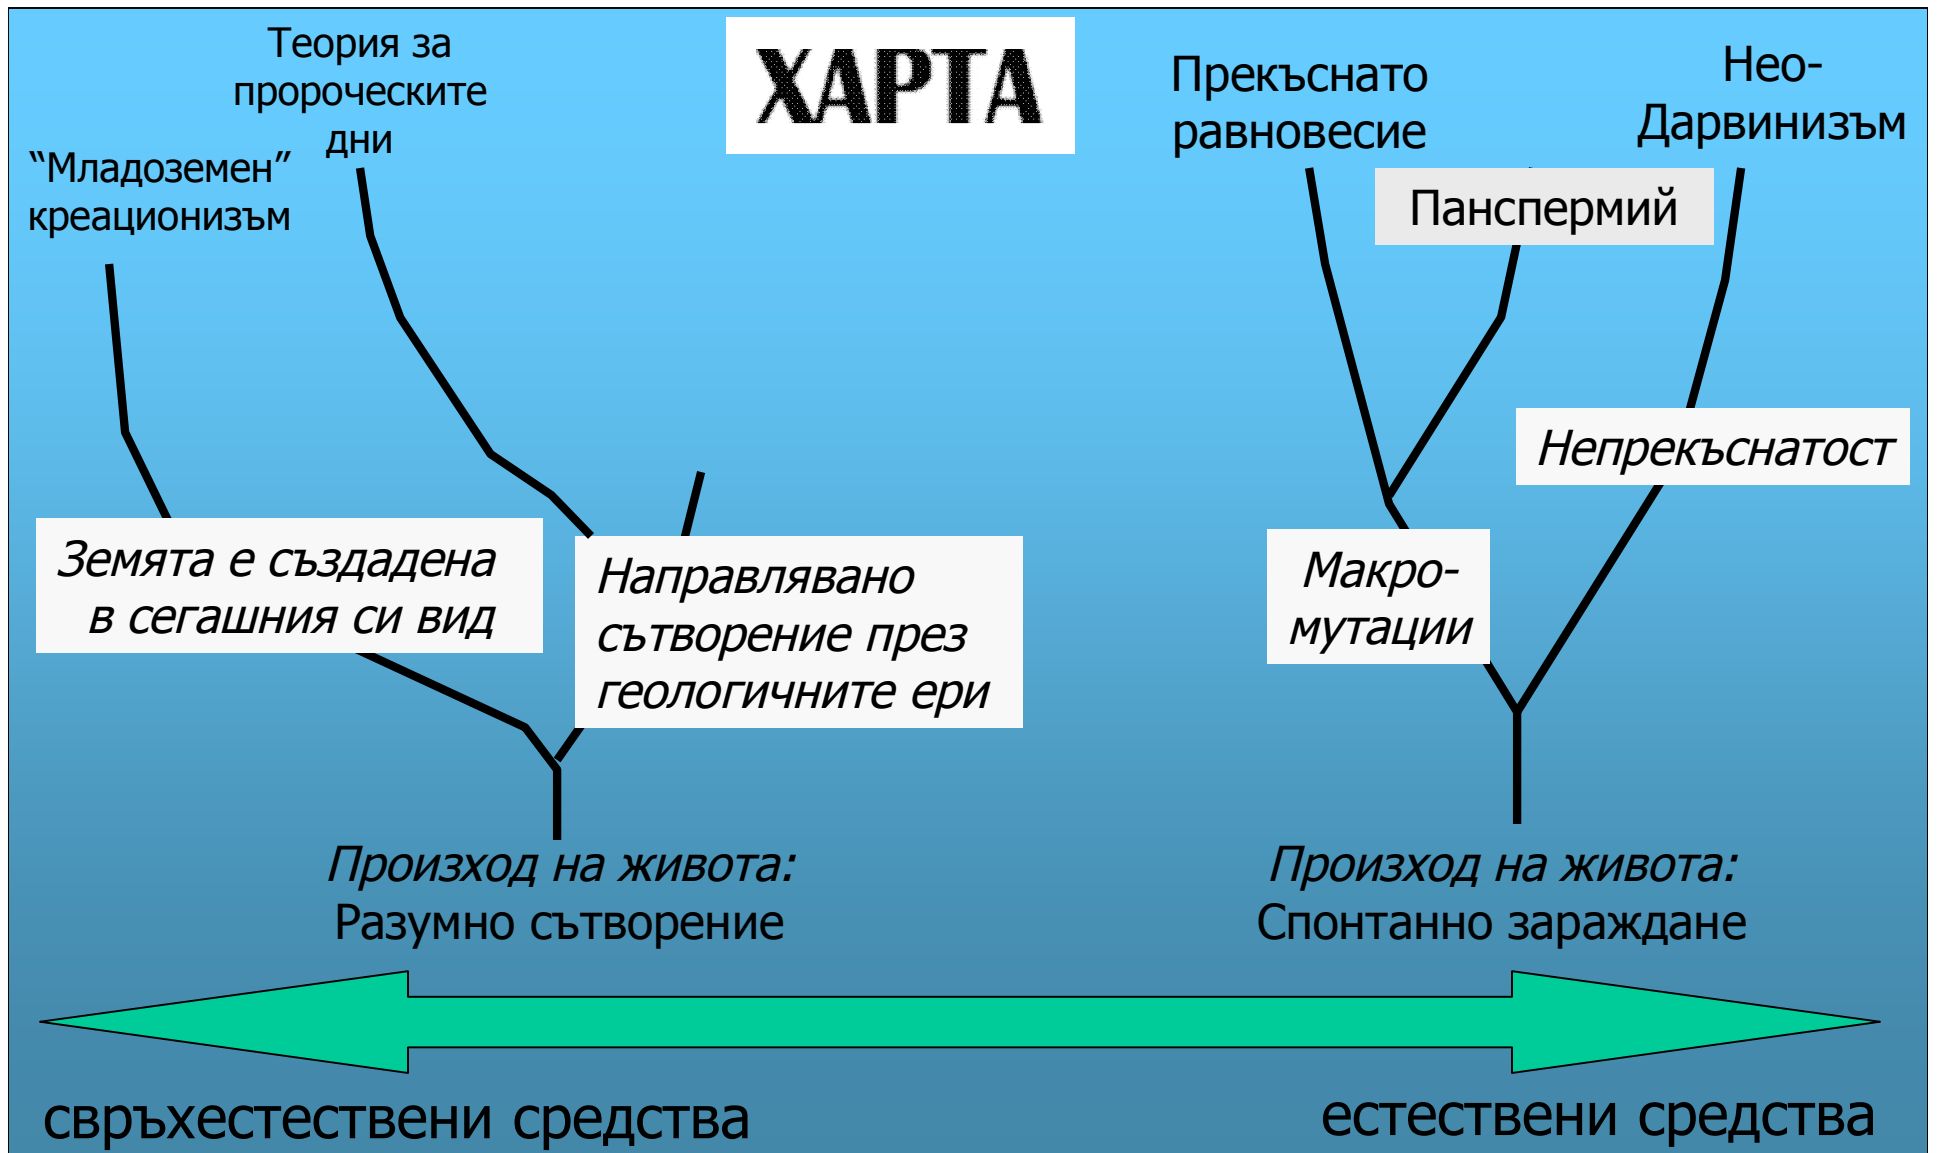 ХАРТА
Теория за
пророческите
дни
“Младоземен”
креационизъм
Прекъснато
равновесие
Нео-
Дарвинизъм
Панспермий
Непрекъснатост
Земята е създадена
в сегашния си вид
Направлявано
сътворение през
геологичните ери
Макро-
мутации
Произход на живота:
Разумно сътворение
Произход на живота:
Спонтанно зараждане
свръхестествени средства
естествени средства